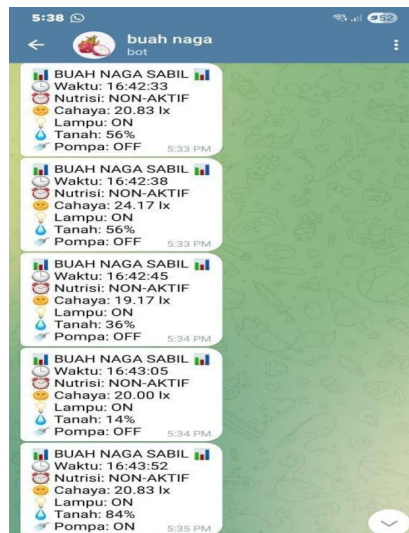 5:38 52
buah naga
bot
BUAH NAGA SABIL
Waktu: 16:42:33
Nutrisi: NON-AKTIF
Cahaya: 20.83 lx
Lampu: ON
Tanah: 56%
Pompa: OFF 5:33 PM
BUAH NAGA SABIL
Waktu: 16:42:38
Nutrisi: NON-AKTIF
Cahaya: 24.17 lx
Lampu: ON
Tanah: 56%
Pompa: OFF 5:33 PM
BUAH NAGA SABIL
Waktu: 16:42:45
Nutrisi: NON-AKTIF
Cahaya: 19.17 lx
Lampu: ON
Tanah: 36%
Pompa: OFF 5:34 PM
BUAH NAGA SABIL
Waktu: 16:43:05
Nutrisi: NON-AKTIF
Cahaya: 20.00 lx
Lampu: ON
Tanah: 14%
Pompa: OFF 5:34 PM
BUAH NAGA SABIL
Waktu: 16:43:52
Nutrisi: NON-AKTIF
Cahaya: 20.83 lx
Lampu: ON
Tanah: 84%
Pompa: ON 5:35 PM